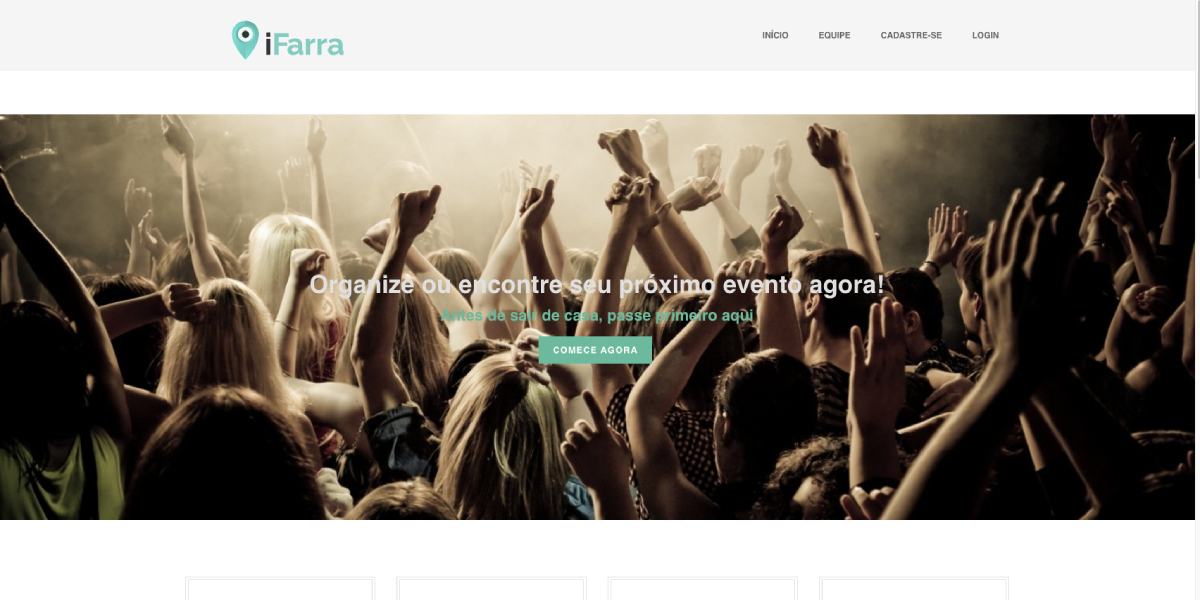 iFarra
INÍCIO
EQUIPE
CADASTRE-SE
LOGIN
Organize ou encontre seu próximo evento agora!
Antes de sair de casa, passe primeiro aqui
COMECE AGORA